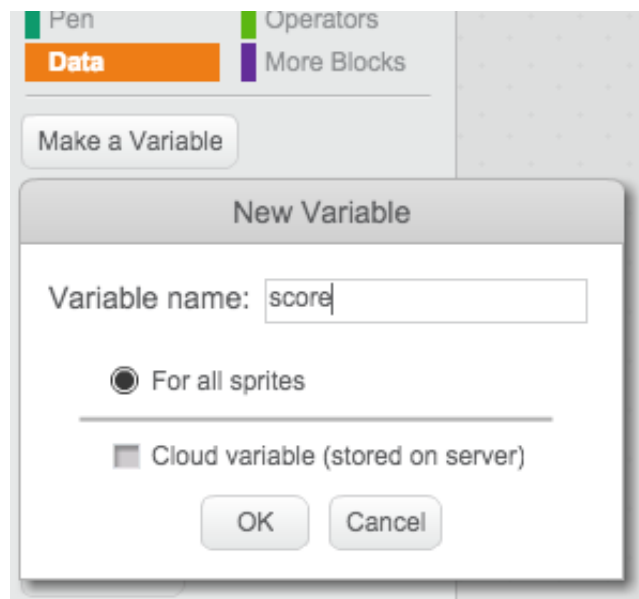 Pen Operators
Data More Blocks
Make a Variable
New Variable
Variable name: score
For all sprites
Cloud variable (stored on server)
OK Cancel